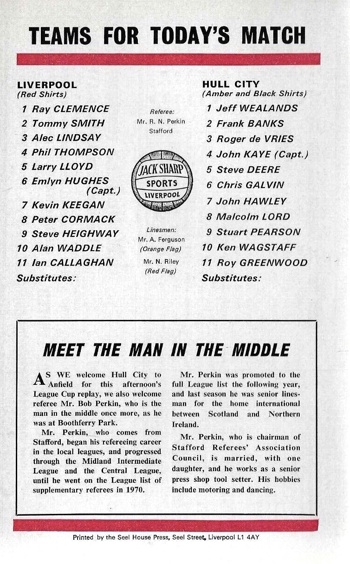 TEAMS FOR TODAY'S MATCH
LIVERPOOL
(Red Shirts)
1 Ray CLEMENCE
2 Tommy SMITH
3 Alec LINDSAY
4 Phil THOMPSON
5 Larry LLOYD
6 Emlyn HUGHES
(Capt.)
7 Kevin KEEGAN
8 Peter CORMACK
9 Steve HEIGHWAY
10 Alan WADDLE
11 Ian CALLAGHAN
Substitutes:
Referee:
Mr. R. N. Perkin
Stafford
JACK SHARP
SPORTS
LIVERPOOL
Linesmen:
Mr. A. Ferguson
(Orange Flag)
Mr. N. Riley
(Red Flag)
HULL CITY
(Amber and Black Shirts)
1 Jeff WEALANDS
2 Frank BANKS
3 Roger de VRIES
4 John KAYE (Capt.)
5 Steve DEERE
6 Chris GALVIN
7 John HAWLEY
8 Malcolm LORD
9 Stuart PEARSON
10 Ken WAGSTAFF
11 Roy GREENWOOD
Substitutes:
MEET THE MAN IN THE MIDDLE
AS WE welcome Hull City to
Anfield for this afternoon's
League Cup replay, we also welcome
referee Mr. Bob Perkin, who is the
man in the middle once more, as he
was at Boothferry Park.
Mr. Perkin, who comes from
Stafford, began his refereeing career
in the local leagues, and progressed
through the Midland Intermediate
League and the Central League,
until he went on the League list of
supplementary referees in 1970.
Mr. Perkin was promoted to the
full League list the following year,
and last season he was senior lines-
man for the home international
between Scotland and Northern
Ireland.
Mr. Perkin, who is chairman of
Stafford Referees' Association
Council, is married, with one
daughter, and he works as a senior
press shop tool setter. His hobbies
include motoring and dancing.
Printed by the Seel House Press, Seel Street, Liverpool L1 4AY